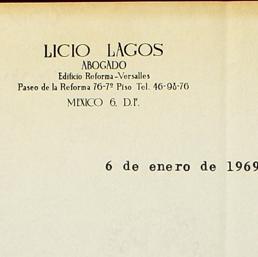 LICIO LAGOS
ABOGADO
Edificio Reforma-Versalles
Paseo de la Reforma 76-7º Piso Tel. 46-98-76
MEXICO 6, D.F.
6 de enero de 1969